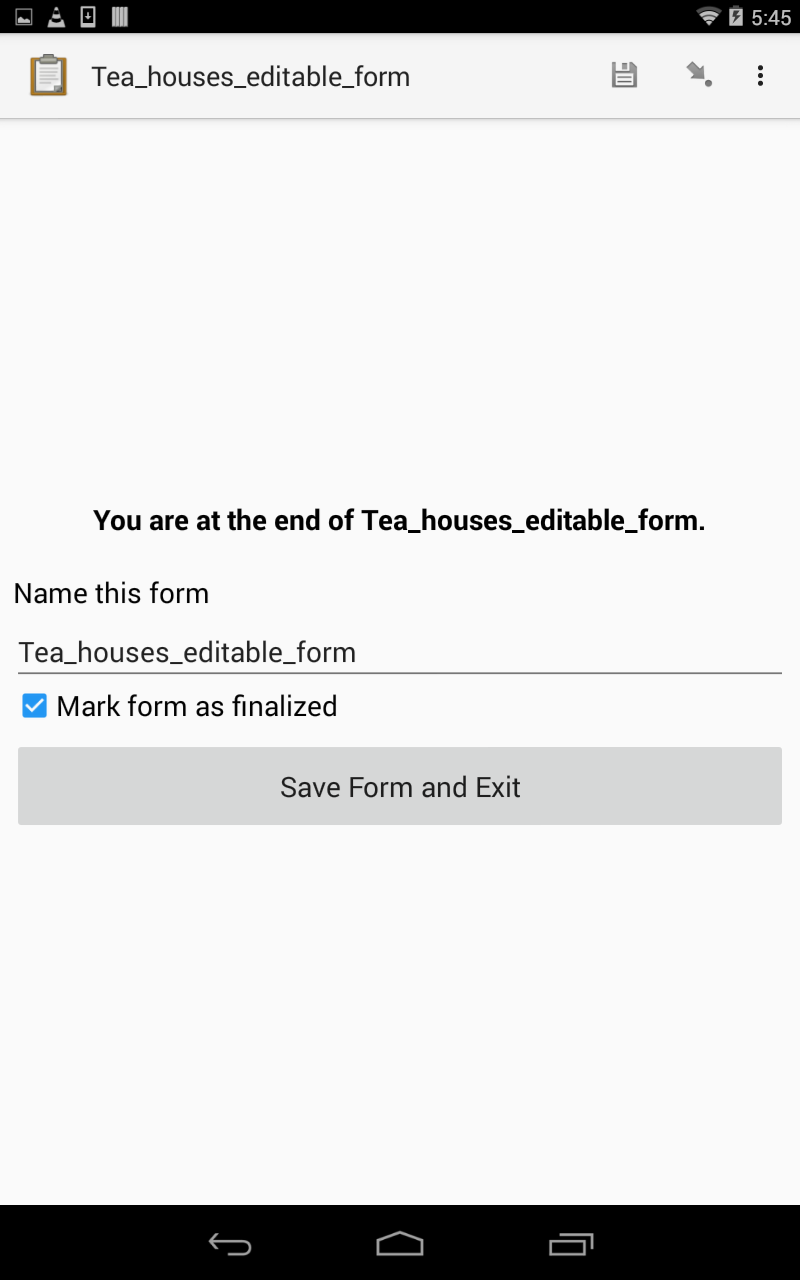 5:45
Tea_houses_editable_form
You are at the end of Tea_houses_editable_form.
Name this form
Tea_houses_editable_form
Mark form as finalized
Save Form and Exit